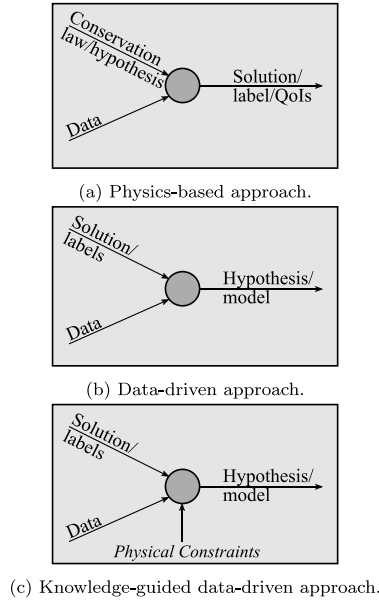 Conservation
law/hypothesis
Data
Solution/
label/QoIs
(a) Physics-based approach.
Solution/
labels
Data
Hypothesis/
model
(b) Data-driven approach.
Solution/
labels
Data
Hypothesis/
model
Physical Constraints
(c) Knowledge-guided data-driven approach.